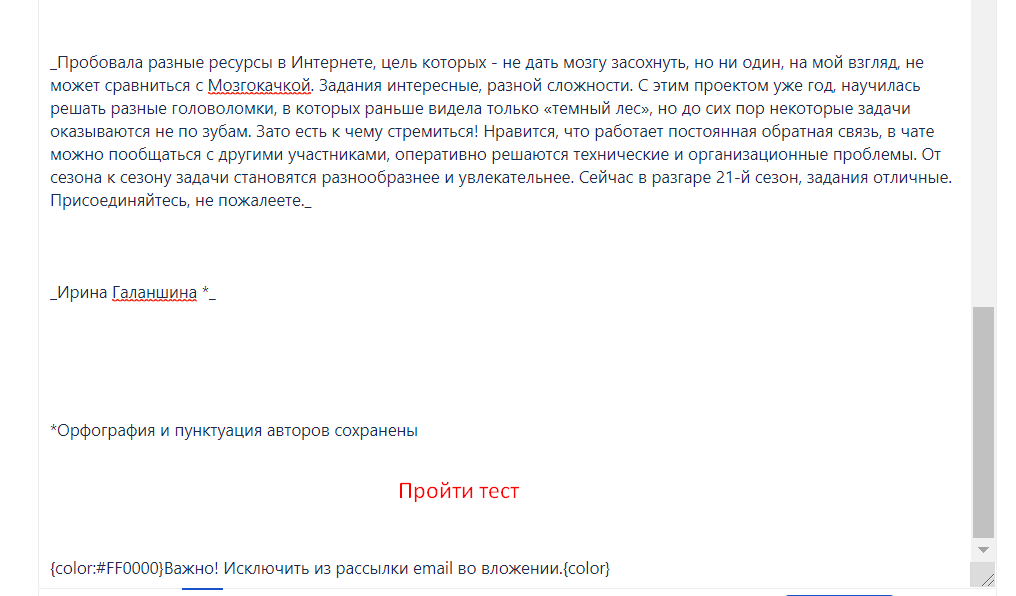 _Пробовала разные ресурсы в Интернете, цель которых - не дать мозгу засохнуть, но ни один, на мой взгляд, не
может сравниться с Мозгокачкой. Задания интересные, разной сложности. С этим проектом уже год, научилась
решать разные головоломки, в которых раньше видела только «темный лес», но до сих пор некоторые задачи
оказываются не по зубам. Зато есть к чему стремиться! Нравится, что работает постоянная обратная связь, в чате
можно пообщаться с другими участниками, оперативно решаются технические и организационные проблемы. От
сезона к сезону задачи становятся разнообразнее и увлекательнее. Сейчас в разгаре 21-й сезон, задания отличные.
Присоединяйтесь, не пожалеете._
_Ирина Галаншина *_
*Орфография и пунктуация авторов сохранены
Пройти тест
{color:#FF0000}Важно! Исключить из рассылки email во вложении.{color}